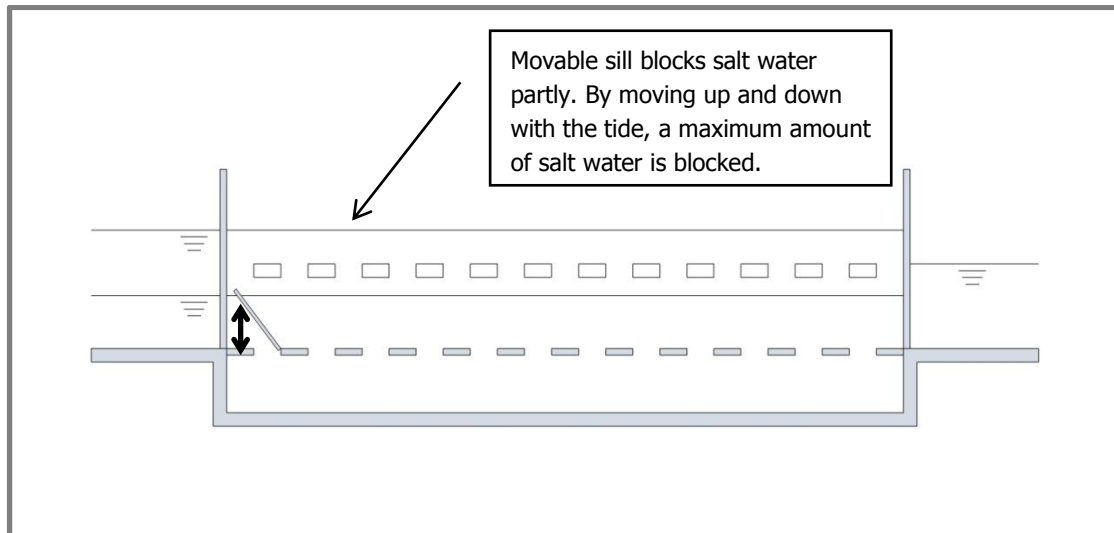 Movable sill blocks salt water
partly. By moving up and down
with the tide, a maximum amount
of salt water is blocked.